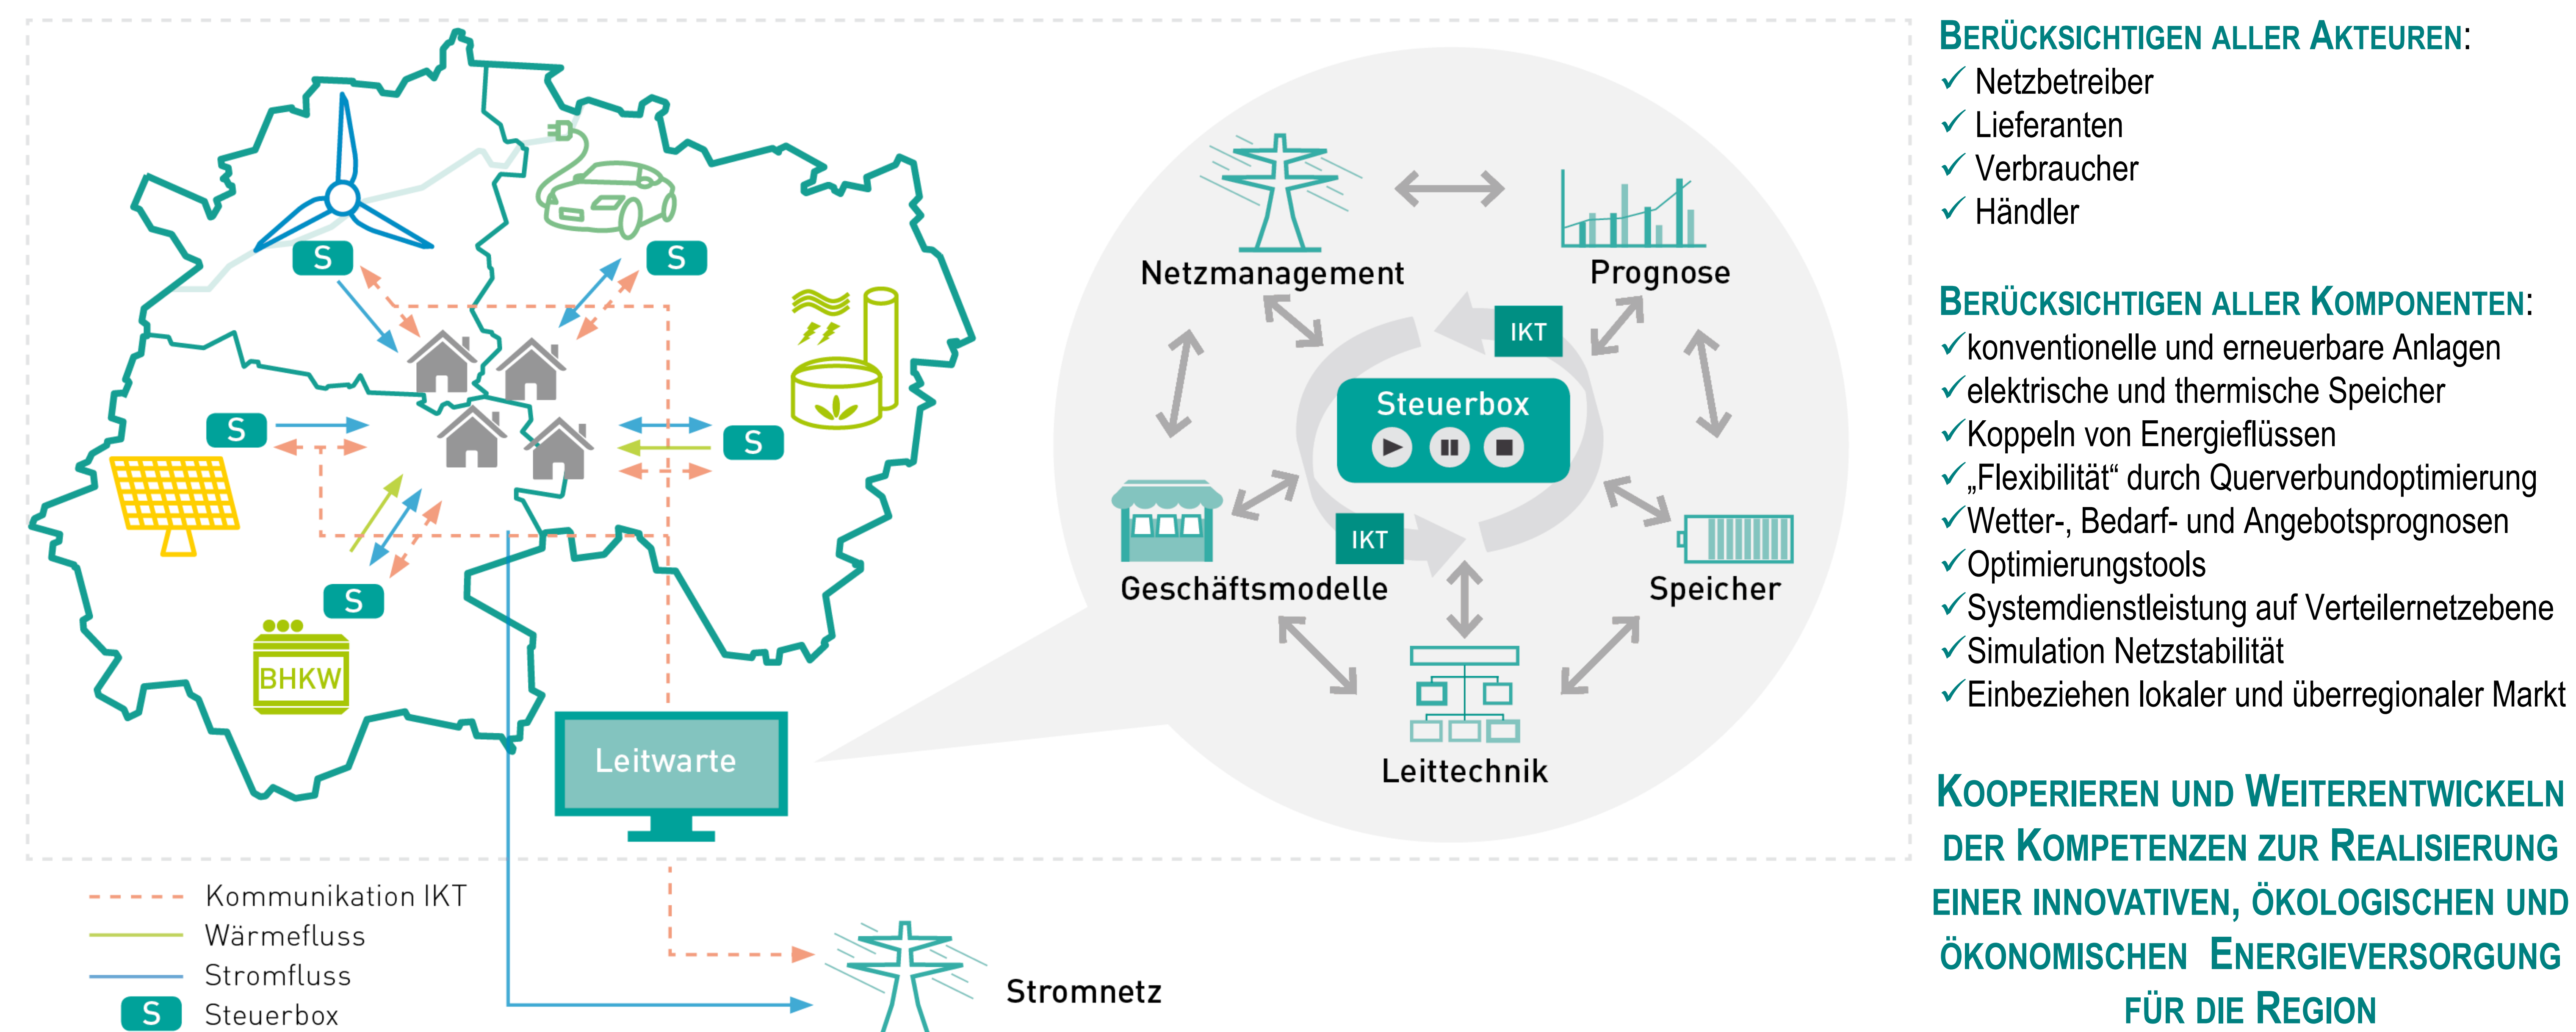 S
S
S
S
S
BHKW
Leitwarte
Kommunikation IKT
Wärmefluss
Stromfluss
S Steuerbox
Stromnetz
Netzmanagement
Prognose
IKT
Steuerbox
IKT
Geschäftsmodelle
Speicher
Leittechnik
BERÜCKSICHTIGEN ALLER AKTEUREN:
✓ Netzbetreiber
✓ Lieferanten
✓ Verbraucher
✓ Händler
BERÜCKSICHTIGEN ALLER KOMPONENTEN:
✓konventionelle und erneuerbare Anlagen
✓elektrische und thermische Speicher
✓Koppeln von Energieflüssen
✓„Flexibilität“ durch Querverbundoptimierung
✓Wetter-, Bedarf- und Angebotsprognosen
✓Optimierungstools
✓Systemdienstleistung auf Verteilernetzebene
✓Simulation Netzstabilität
✓Einbeziehen lokaler und überregionaler Markt
KOOPERIEREN UND WEITERENTWICKELN
DER KOMPETENZEN ZUR REALISIERUNG
EINER INNOVATIVEN, ÖKOLOGISCHEN UND
ÖKONOMISCHEN ENERGIEVERSORGUNG
FÜR DIE REGION